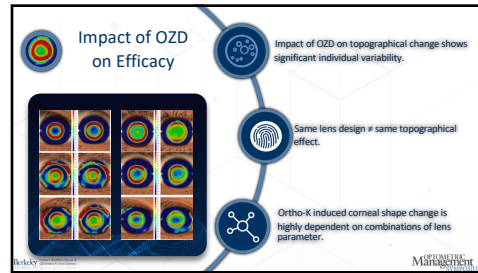 Impact of OZD
on Efficacy
Impact of OZD on topographical change shows
significant individual variability.
Same lens design ≠ same topographical
effect.
Ortho-K induced corneal shape change is
highly dependent on combinations of lens
parameter.
Berkeley
OPTOMETRIC
Management
SYMPOSIUM